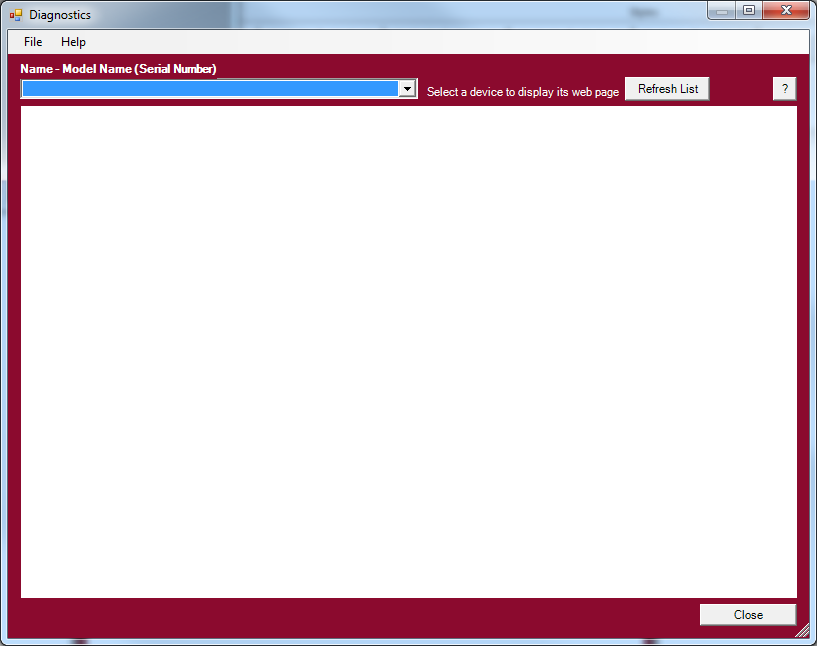 Diagnostics
File Help
Name - Model Name (Serial Number)
Select a device to display its web page Refresh List ?
Close